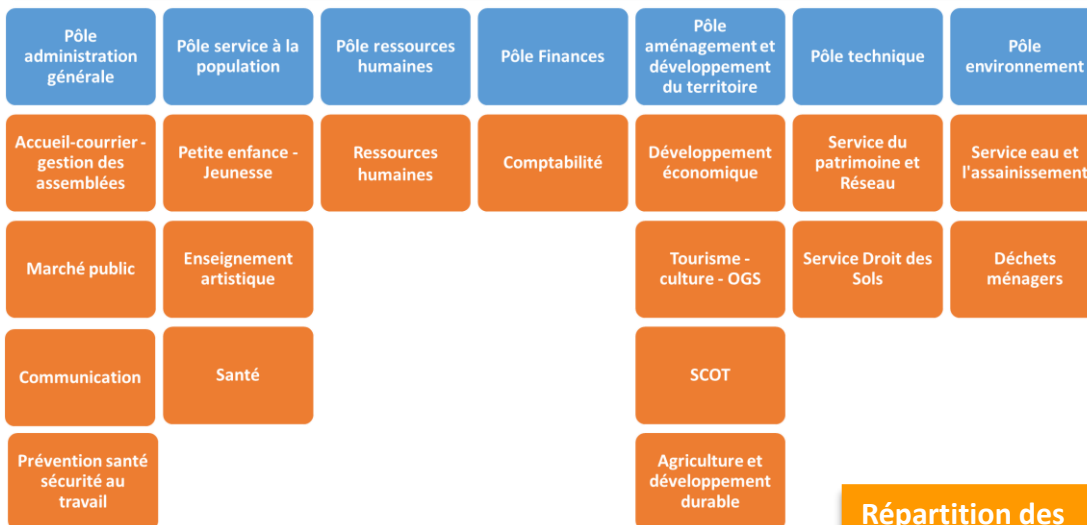 Pôle
administration
générale
Pôle service à la
population
Pôle ressources
humaines
Pôle Finances
Pôle
aménagement et
développement
du territoire
Pôle technique
Pôle
environnement
Accueil-courrier -
gestion des
assemblées
Petite enfance -
Jeunesse
Ressources
humaines
Comptabilité
Développement
économique
Service du
patrimoine et
Réseau
Service eau et
l'assainissement
Marché public
Enseignement
artistique
Tourisme -
culture - OGS
Service Droit des
Sols
Déchets
ménagers
Communication
Santé
SCOT
Prévention santé
sécurité au
travail
Agriculture et
développement
durable
Répartition des